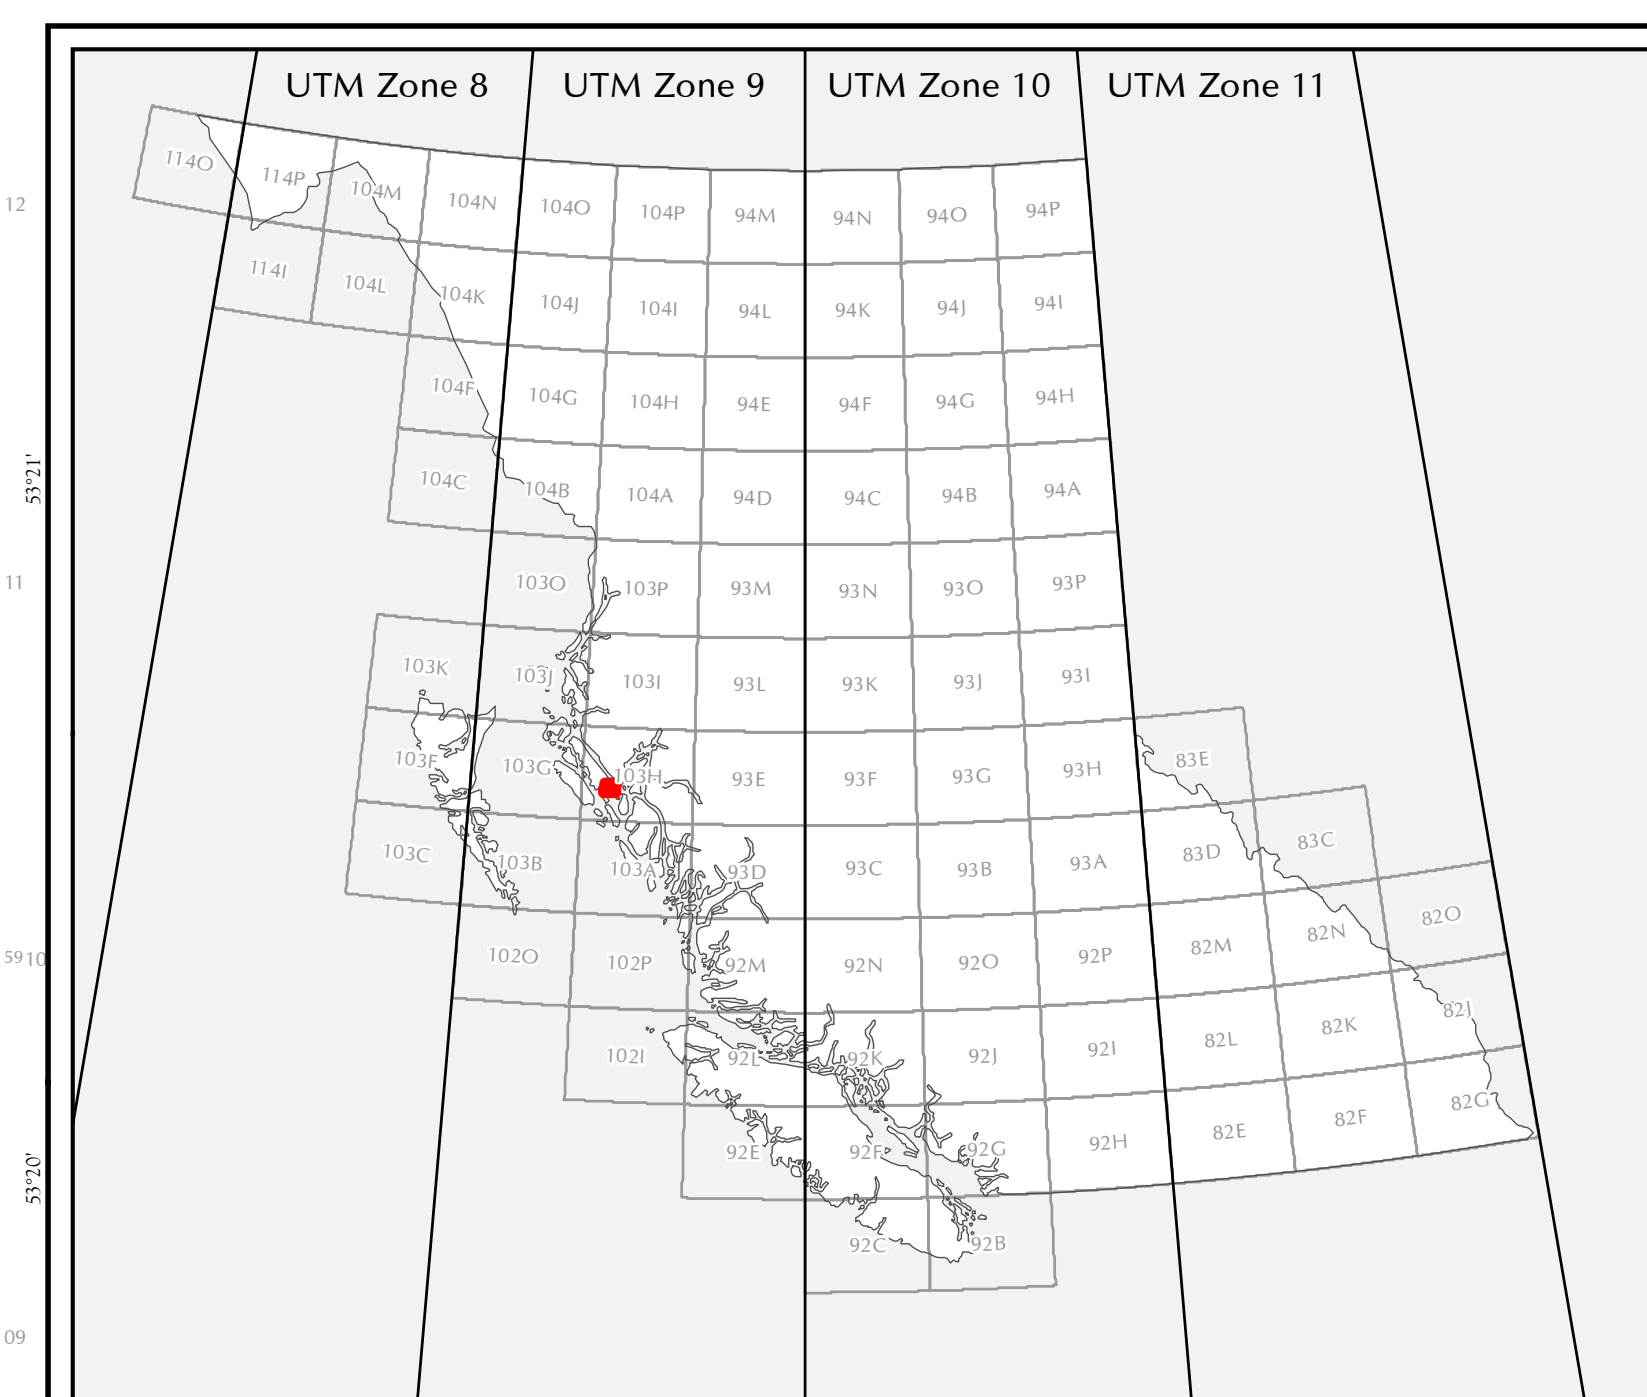 UTM Zone 8 UTM Zone 9 UTM Zone 10 UTM Zone 11
114O 114P 104M 104N 104O 104P 94M 94N 94O 94P
12
114I 104L 104K 104J 104I 94L 94K 94J 94I
104F 104G 104H 94E 94F 94G 94H
53°21'
104C 104B 104A 94D 94C 94B 94A
11
103O 103P 93M 93N 93O 93P
103K 103J 103I 93L 93K 93J 93I
103F 103G 103H 93E 93F 93G 93H 83E
103C 103B 103A 93D 93C 93B 93A 83D 83C
5910
102O 102P 92M 92N 92O 92P 82M 82N 82O
102I 92L 92K 92J 92I 82L 82K 82J
53°20'
92E 92F 92G 92H 82E 82F 82G
92C 92B
09